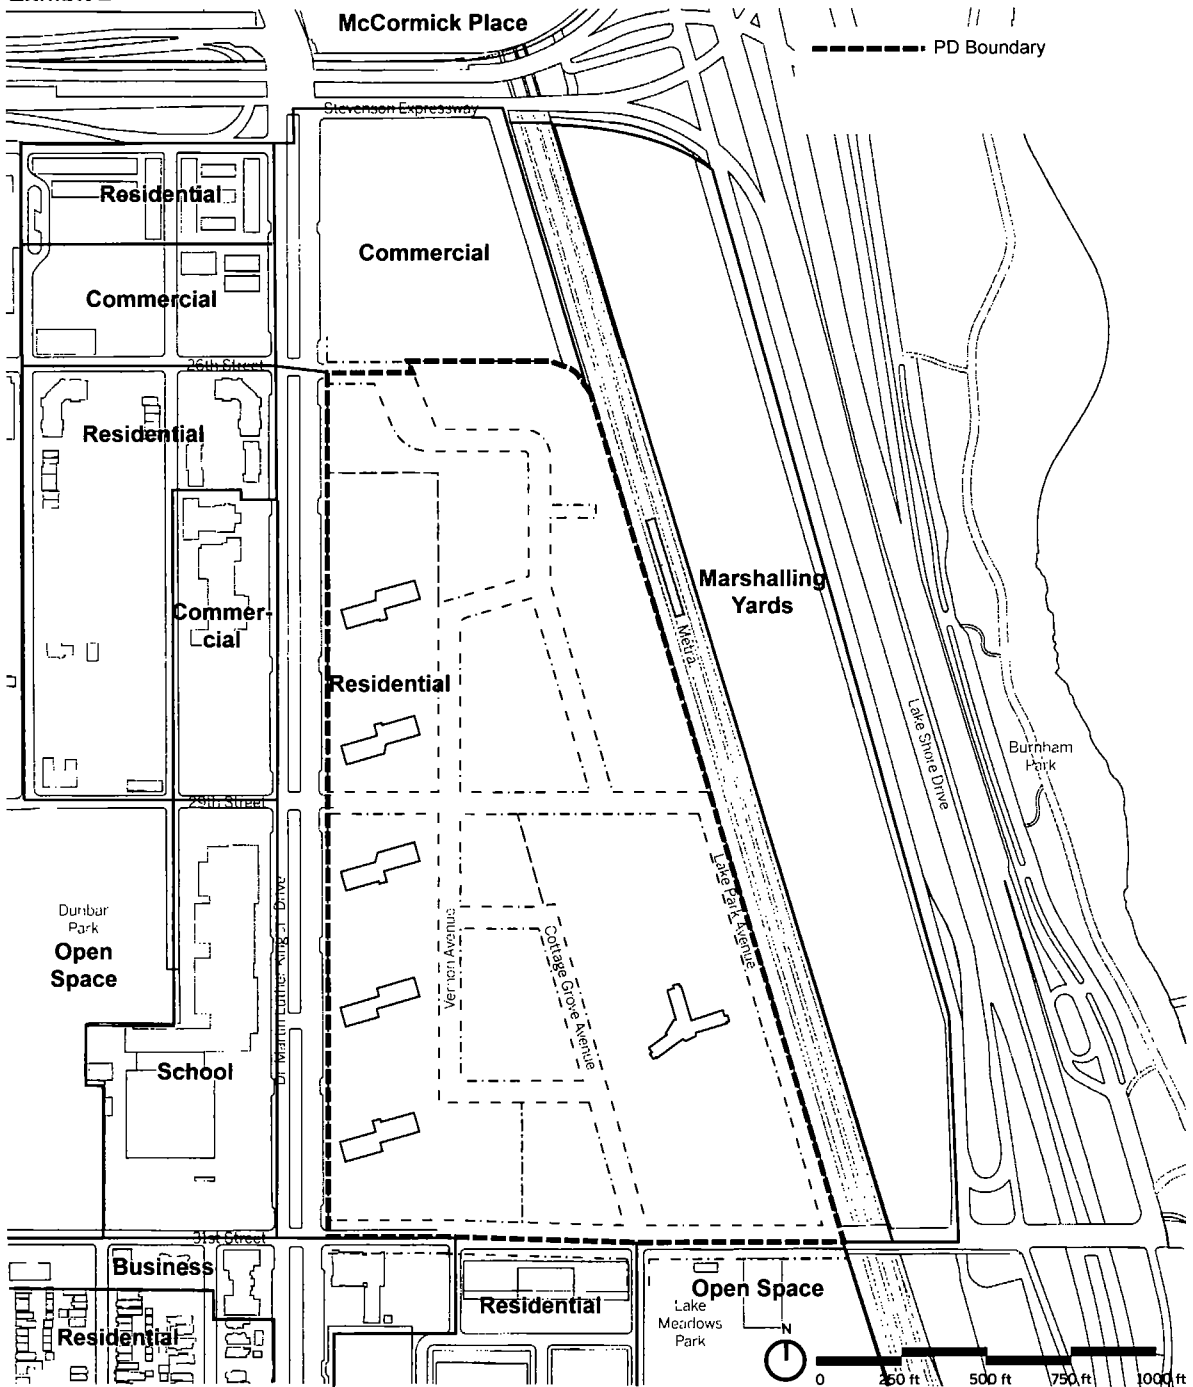 McCormick Place
PD Boundary
Stevenson Expressway
Residential
Commercial
Commercial
26th Street
Residential
Commer-
cial
Marshalling
Yards
Metra
Residential
Lake Shore Drive
Burnham
Park
29th Street
Dunbar
Park
Open
Space
Dr Martin Luther King Jr Drive
Vernon Avenue
Cottage Grove Avenue
Lake Park Avenue
School
31st Street
Business
Residential
Residential
Open Space
Lake
Meadows
Park
N
0 250 ft 500 ft 750 ft 1000 ft